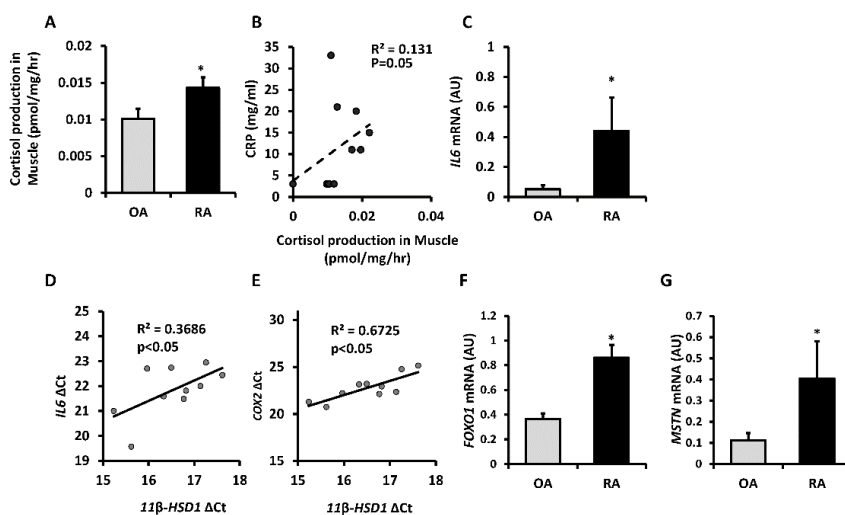 A
Cortisol production in
Muscle (pmol/mg/hr)
0.02
0.015
0.01
0.005
0
*
OA
RA
B
CRP (mg/ml)
35
30
25
20
15
10
5
0
R² = 0.131
P=0.05
0
0.02
0.04
Cortisol production in Muscle
(pmol/mg/hr)
C
IL6 mRNA (AU)
1
0.8
0.6
0.4
0.2
0
*
OA
RA
D
IL6 ΔCt
25
24
23
22
21
20
19
R² = 0.3686
p<0.05
15
16
17
18
11β-HSD1 ΔCt
E
COX2 ΔCt
30
25
20
15
10
5
0
R² = 0.6725
p<0.05
15
16
17
18
11β-HSD1 ΔCt
F
FOXO1 mRNA (AU)
1.2
1
0.8
0.6
0.4
0.2
0
*
OA
RA
G
MSTN mRNA (AU)
0.7
0.6
0.5
0.4
0.3
0.2
0.1
0
*
OA
RA